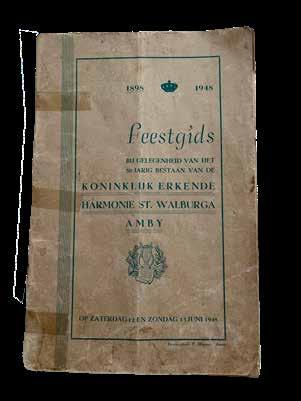 1898 1948
Feestgids
BIJ GELEGENHEID VAN HET
50-JARIG BESTAAN VAN DE
KONINKLIJK ERKENDE
HARMONIE ST. WALBURGA
AMBY
OP ZATERDAG 12 EN ZONDAG 13 JUNI 1948